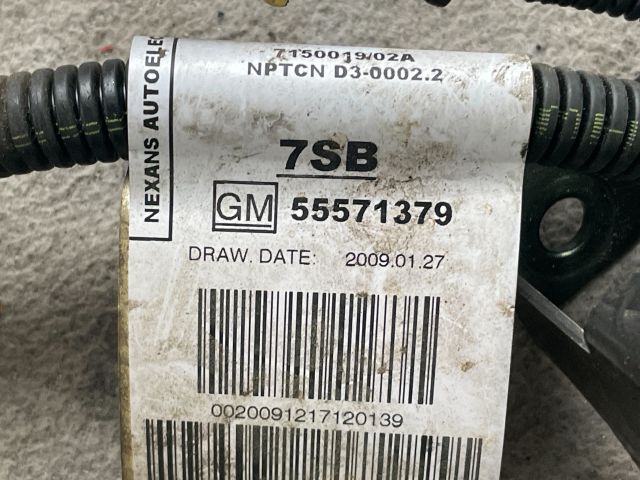 7150019/02A
NPTCN D3-0002.2
NEXANS AUTOELE
7SB
GM 55571379
DRAW. DATE: 2009.01.27
0020091217120139